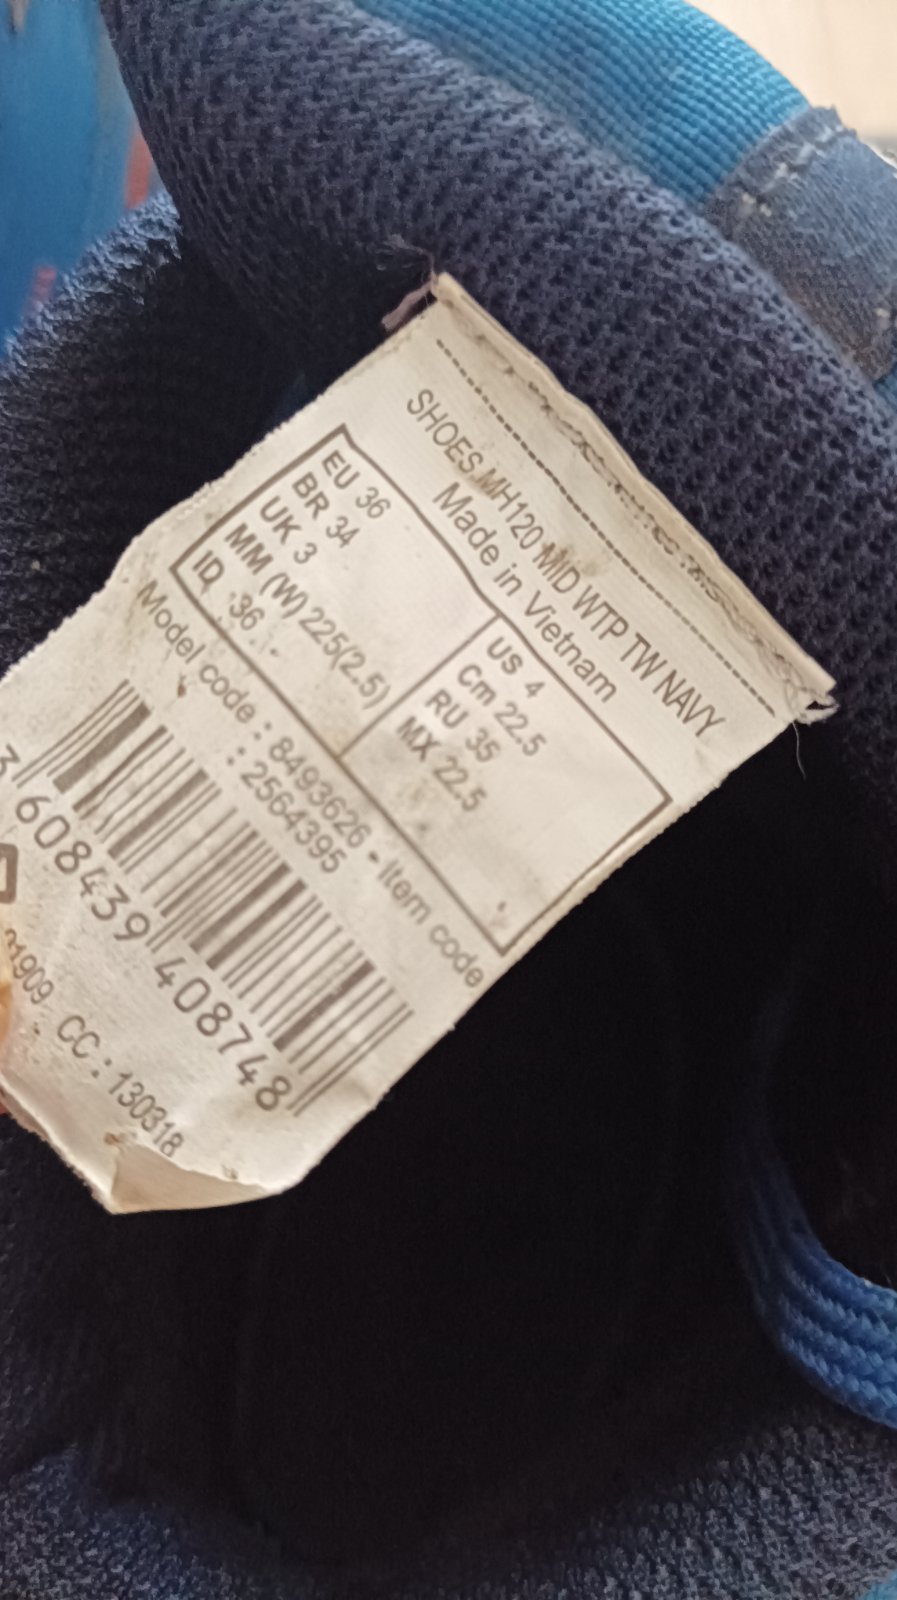 SHOES MH120 MID WTP TW NAVY
Made in Vietnam
EU 36
BR 34
UK 3
MM (W) 225(2.5)
ID 36
US 4
Cm 22.5
RU 35
MX 22.5
Model code : 8493626 - Item code
: 2564395
3 608439 408748
01909 CC : 130318